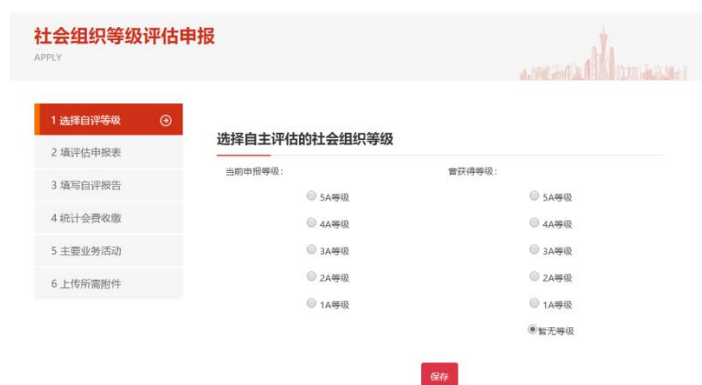 社会组织等级评估申报
APPLY
1 选择自评等级
2 填评估申报表
3 填写自评报告
4 统计会费收缴
5 主要业务活动
6 上传所需附件
选择自主评估的社会组织等级
当前申报等级： 曾获得等级：
5A等级 5A等级
4A等级 4A等级
3A等级 3A等级
2A等级 2A等级
1A等级 1A等级
暂无等级
保存